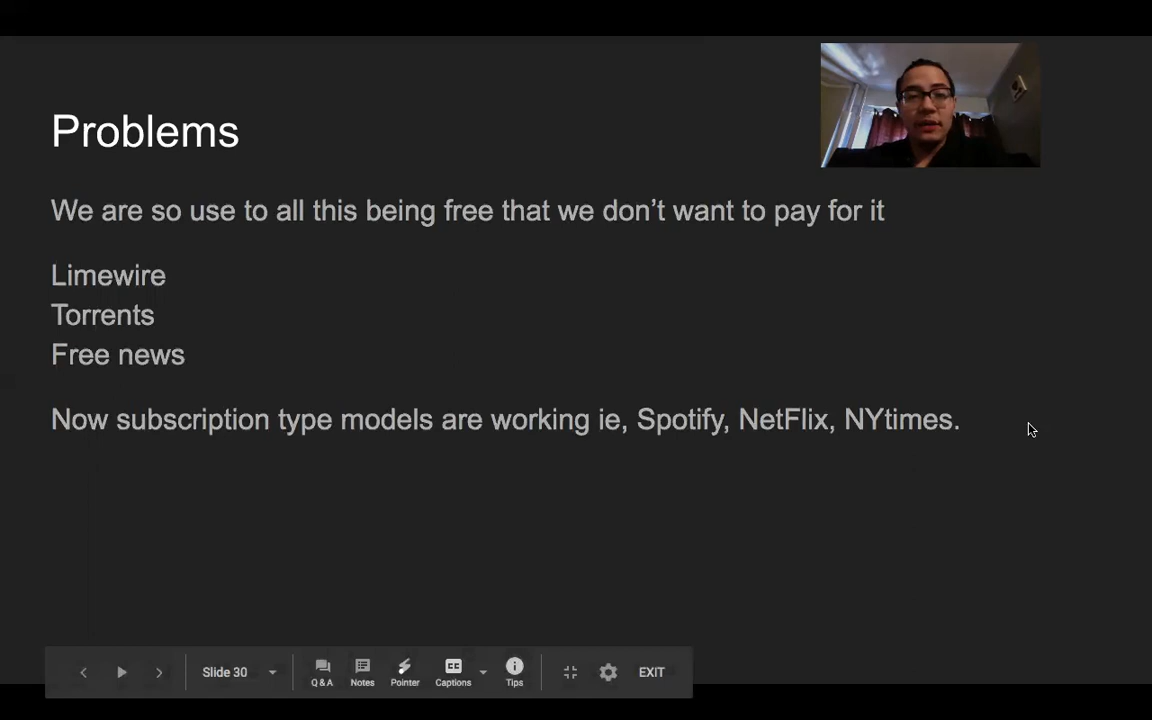 Problems
We are so use to all this being free that we don't want to pay for it
Limewire
Torrents
Free news
Now subscription type models are working ie, Spotify, NetFlix, NYtimes.
Slide 30
Q & A
Notes
Pointer
CC
Captions
Tips
EXIT